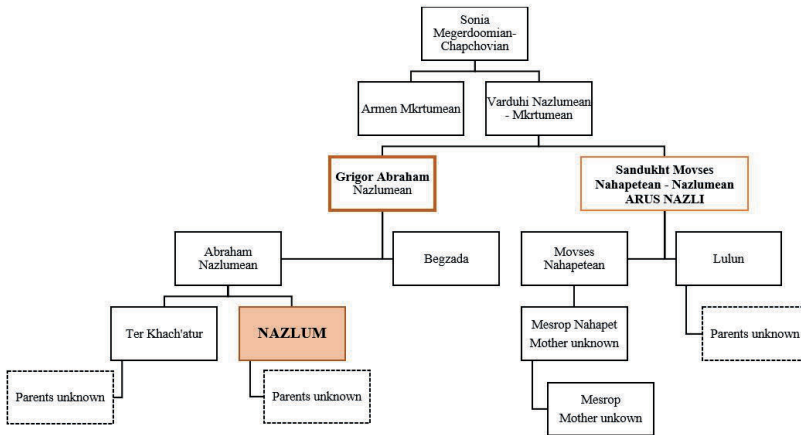 Sonia
Megerdoomian-
Chapchovian
Armen Mkrtumean
Varduhi Nazlumean
- Mkrtumean
Grigor Abraham
Nazlumean
Sandukht Movses
Nahapetean - Nazlumean
ARUS NAZLI
Abraham
Nazlumean
Begzada
Movses
Nahapetean
Lulun
Ter Khach'atur
NAZLUM
Mesrop Nahapet
Mother unknown
Parents unknown
Parents unknown
Parents unknown
Mesrop
Mother unkown